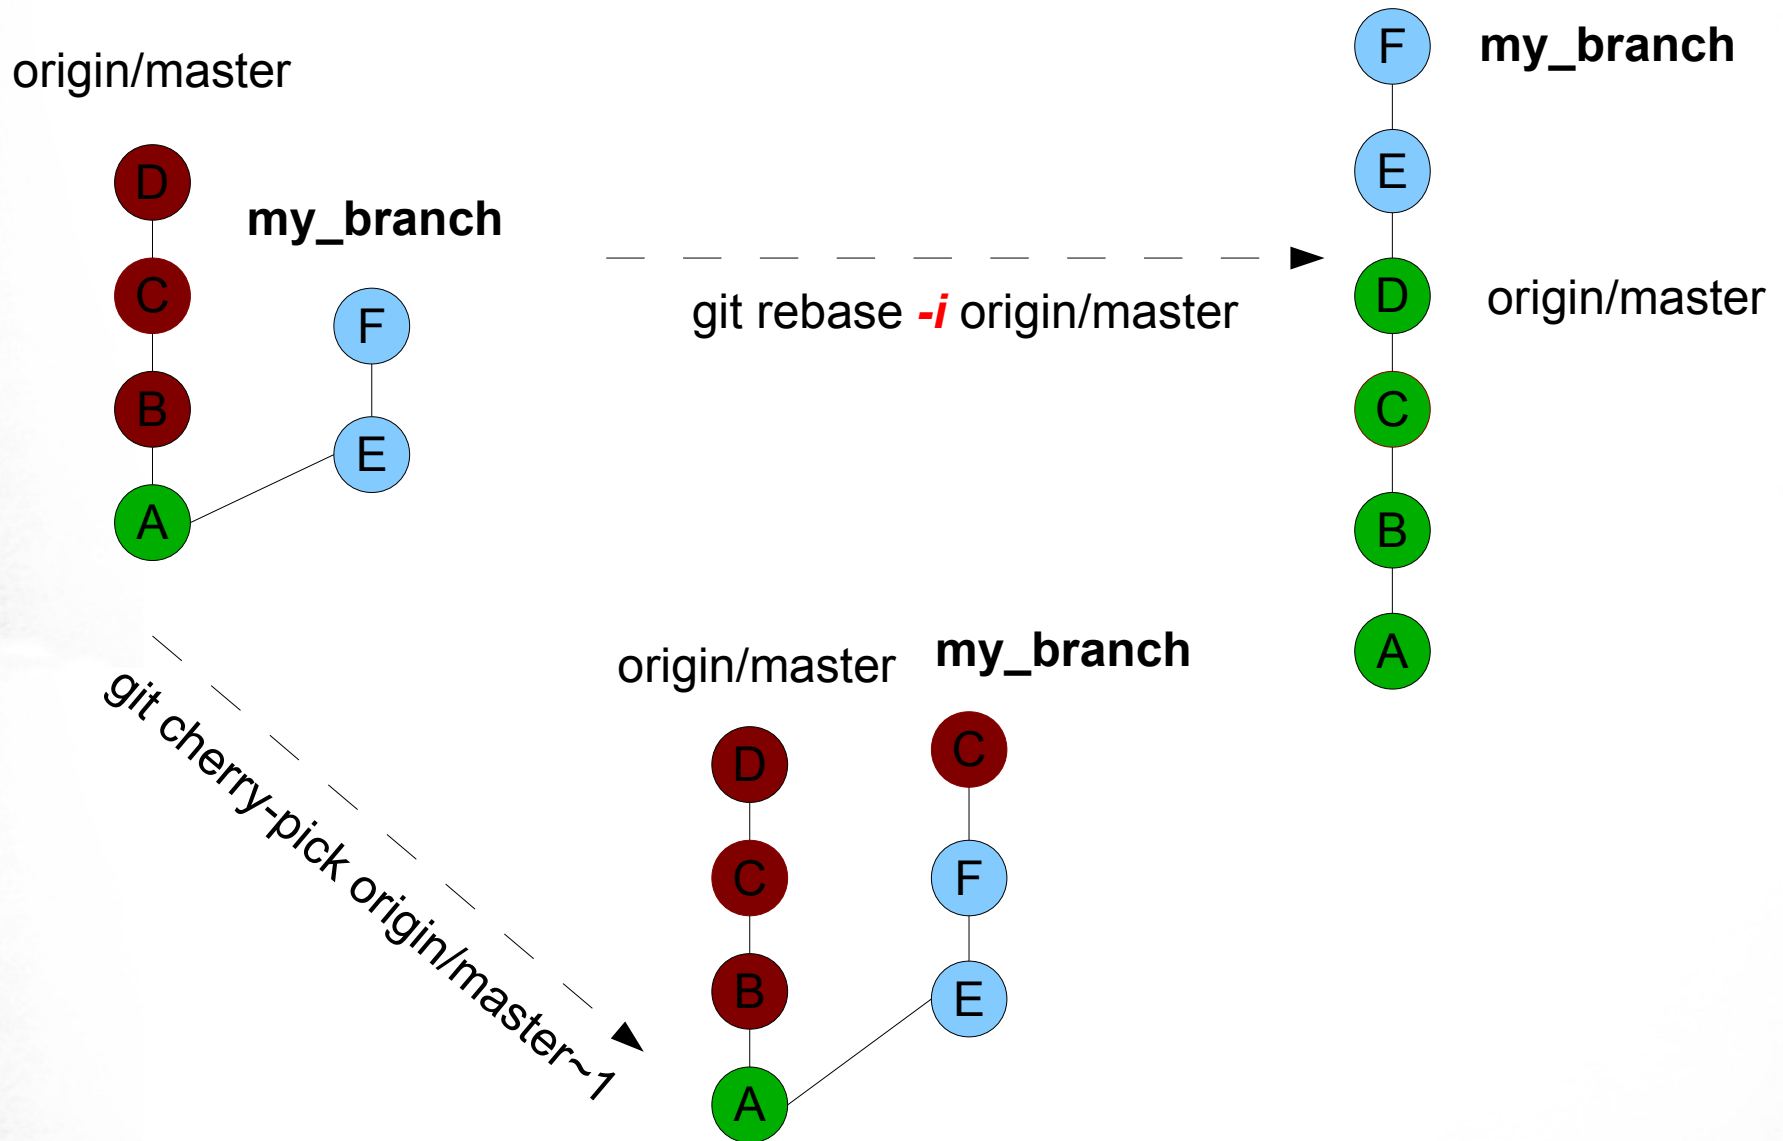 origin/master
D
C
B
A
my_branch
F
E
git rebase -i origin/master
F
my_branch
E
D
origin/master
C
B
A
git cherry-pick origin/master~1
origin/master
my_branch
D
C
B
A
C
F
E